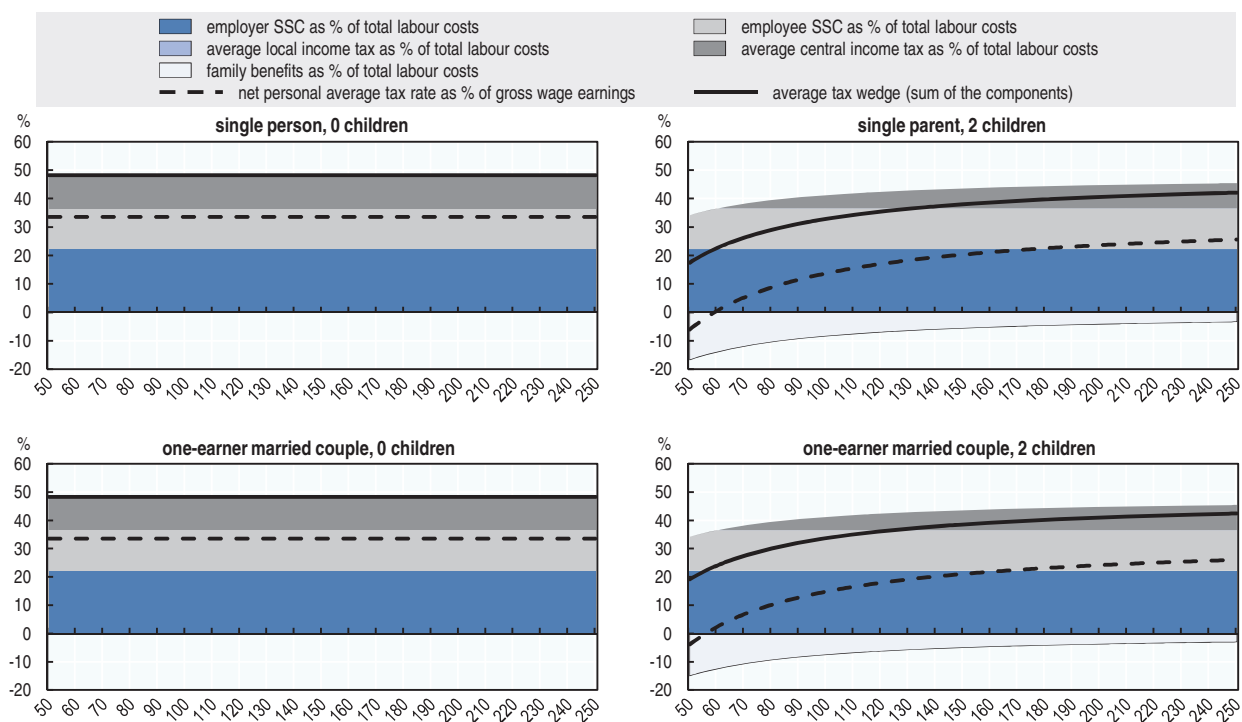 employer SSC as % of total labour costs
employee SSC as % of total labour costs
average local income tax as % of total labour costs
average central income tax as % of total labour costs
family benefits as % of total labour costs
net personal average tax rate as % of gross wage earnings
average tax wedge (sum of the components)
%
single person, 0 children
60
50
40
30
20
10
0
-10
-20
50 60 70 80 90 100 110 120 130 140 150 160 170 180 190 200 210 220 230 240 250
%
single parent, 2 children
60
50
40
30
20
10
0
-10
-20
50 60 70 80 90 100 110 120 130 140 150 160 170 180 190 200 210 220 230 240 250
%
one-earner married couple, 0 children
60
50
40
30
20
10
0
-10
-20
50 60 70 80 90 100 110 120 130 140 150 160 170 180 190 200 210 220 230 240 250
%
one-earner married couple, 2 children
60
50
40
30
20
10
0
-10
-20
50 60 70 80 90 100 110 120 130 140 150 160 170 180 190 200 210 220 230 240 250